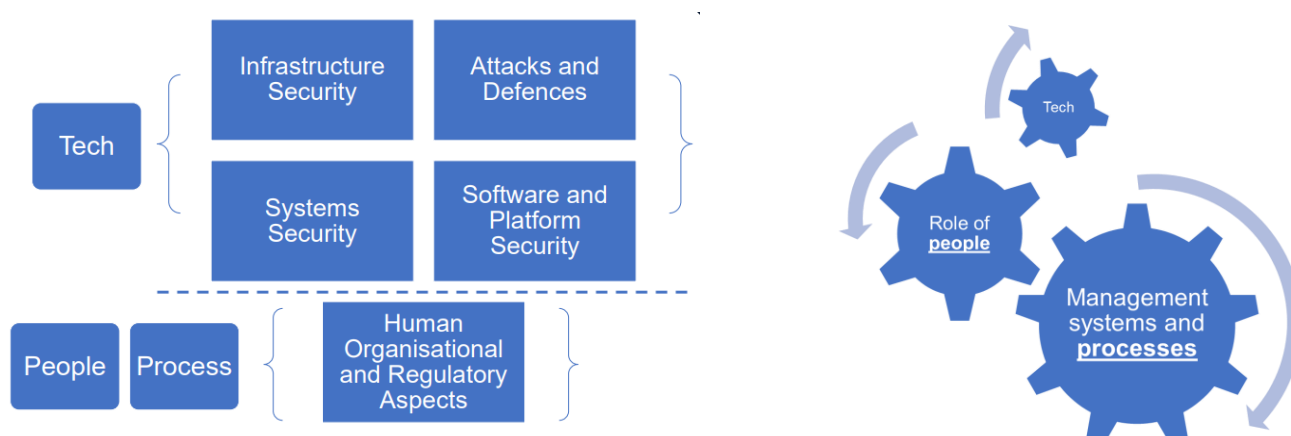 Tech
Infrastructure
Security
Attacks and
Defences
Systems
Security
Software and
Platform
Security
People
Process
Human
Organisational
and Regulatory
Aspects
Tech
Role of
people
Management
systems and
processes